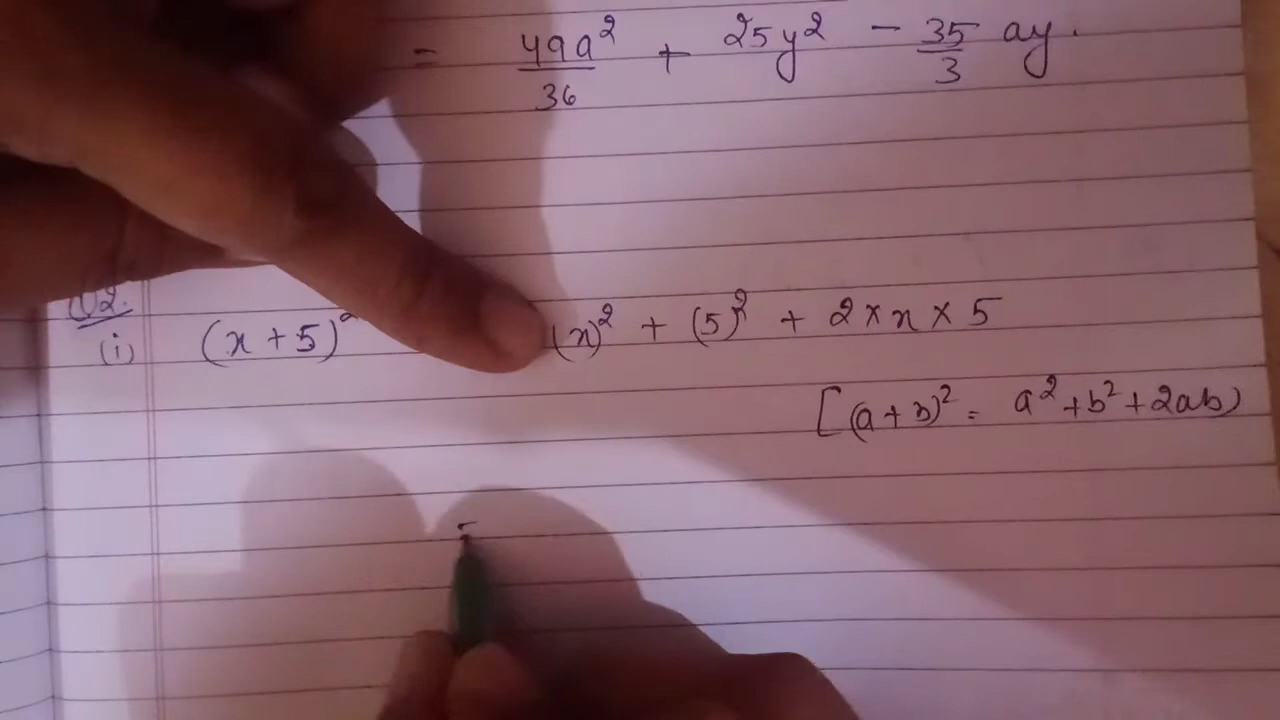 = 49a²/36 + 25y² - 35/3 ay.
Q2.
(i) (x + 5)² (x)² + (5)² + 2 × x × 5
[(a + b)² = a² + b² + 2ab)